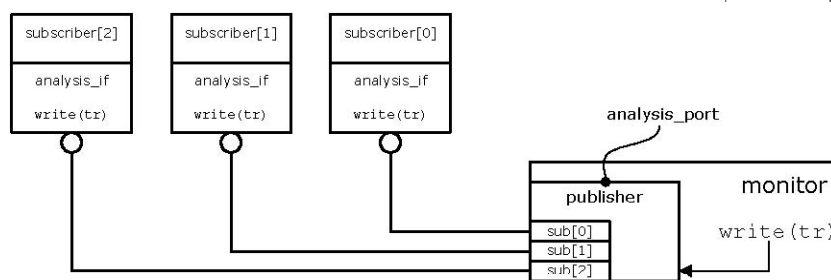 subscriber[2]
subscriber[1]
subscriber[0]
analysis_if
analysis_if
analysis_if
write(tr)
write(tr)
write(tr)
analysis_port
monitor
publisher
sub[0]
write(tr)
sub[1]
sub[2]